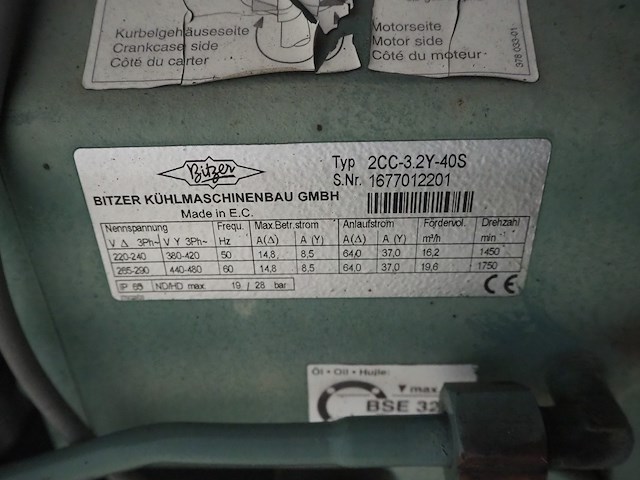 Kurbelgehäuseseite
Crankcase side
Côté du carter
Motorseite
Motor side
Côté du moteur
378 033-01
Bitzer
BITZER KÜHLMASCHINENBAU GMBH
Made in E.C.
Typ 2CC-3.2Y-40S
S.Nr. 1677012201
Nennspannung Frequ. Max.Betr.strom Anlaufstrom Fördervol. Drehzahl
V Δ 3Ph~ V Y 3Ph~ Hz A(Δ) A (Y) A (Δ) A (Y) m³/h min
220-240 380-420 50 14,8 8,5 64,0 37,0 16,2 1450
265-290 440-480 60 14,8 8,5 64,0 37,0 19,6 1750
IP 65 ND/HD max. 19 / 28 bar
CE
Öl • Oil • Huile:
▼ max
BSE 32